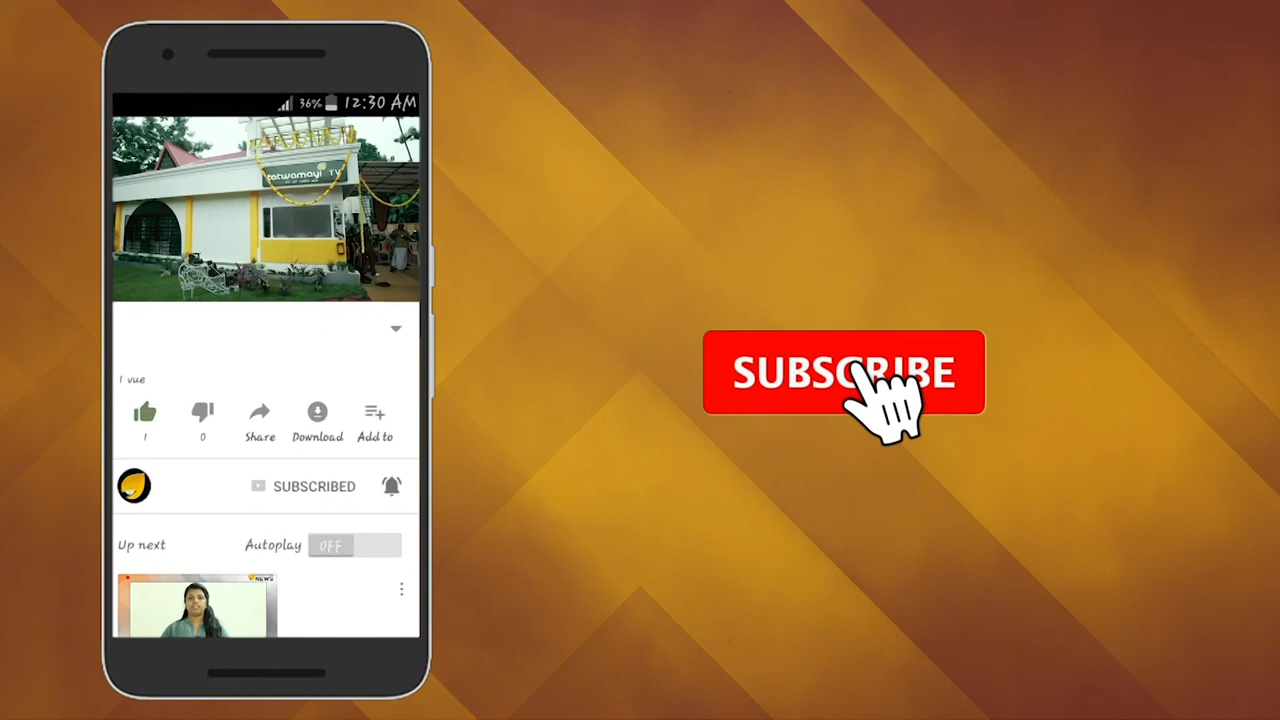 36% 12:30 AM
tatwamayi TV
1 vue
1
0
Share
Download
Add to
SUBSCRIBED
Up next
Autoplay
OFF
NEWS
SUBSCRIBE